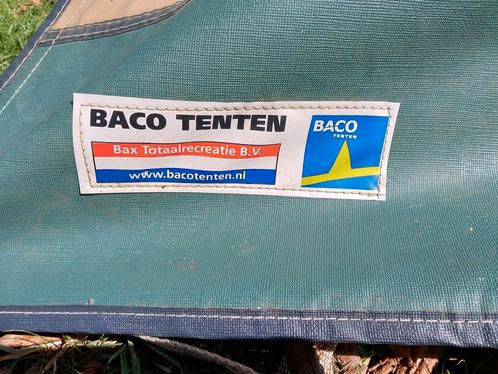 BACO TENTEN
Bax Totaalrecreatie B.V.
www.bacotenten.nl
BACO
TENTEN